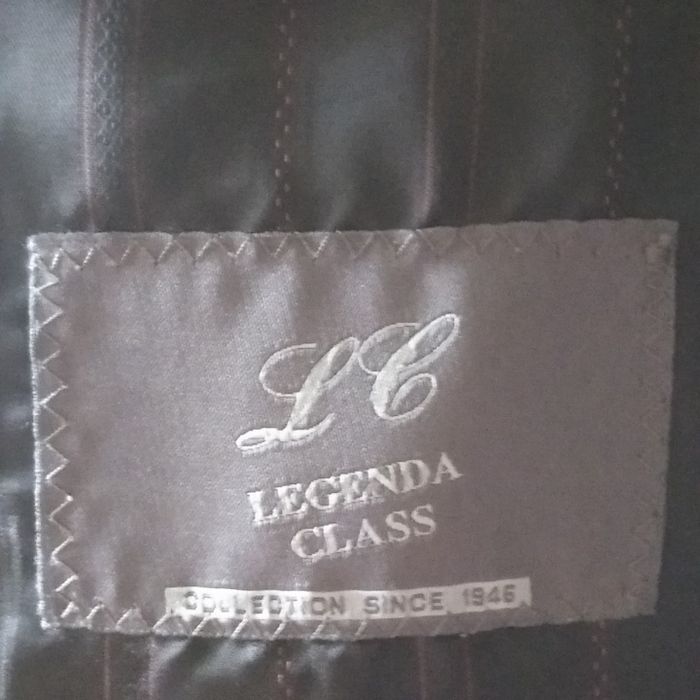 LC
LEGENDA
CLASS
COLLECTION SINCE 1946